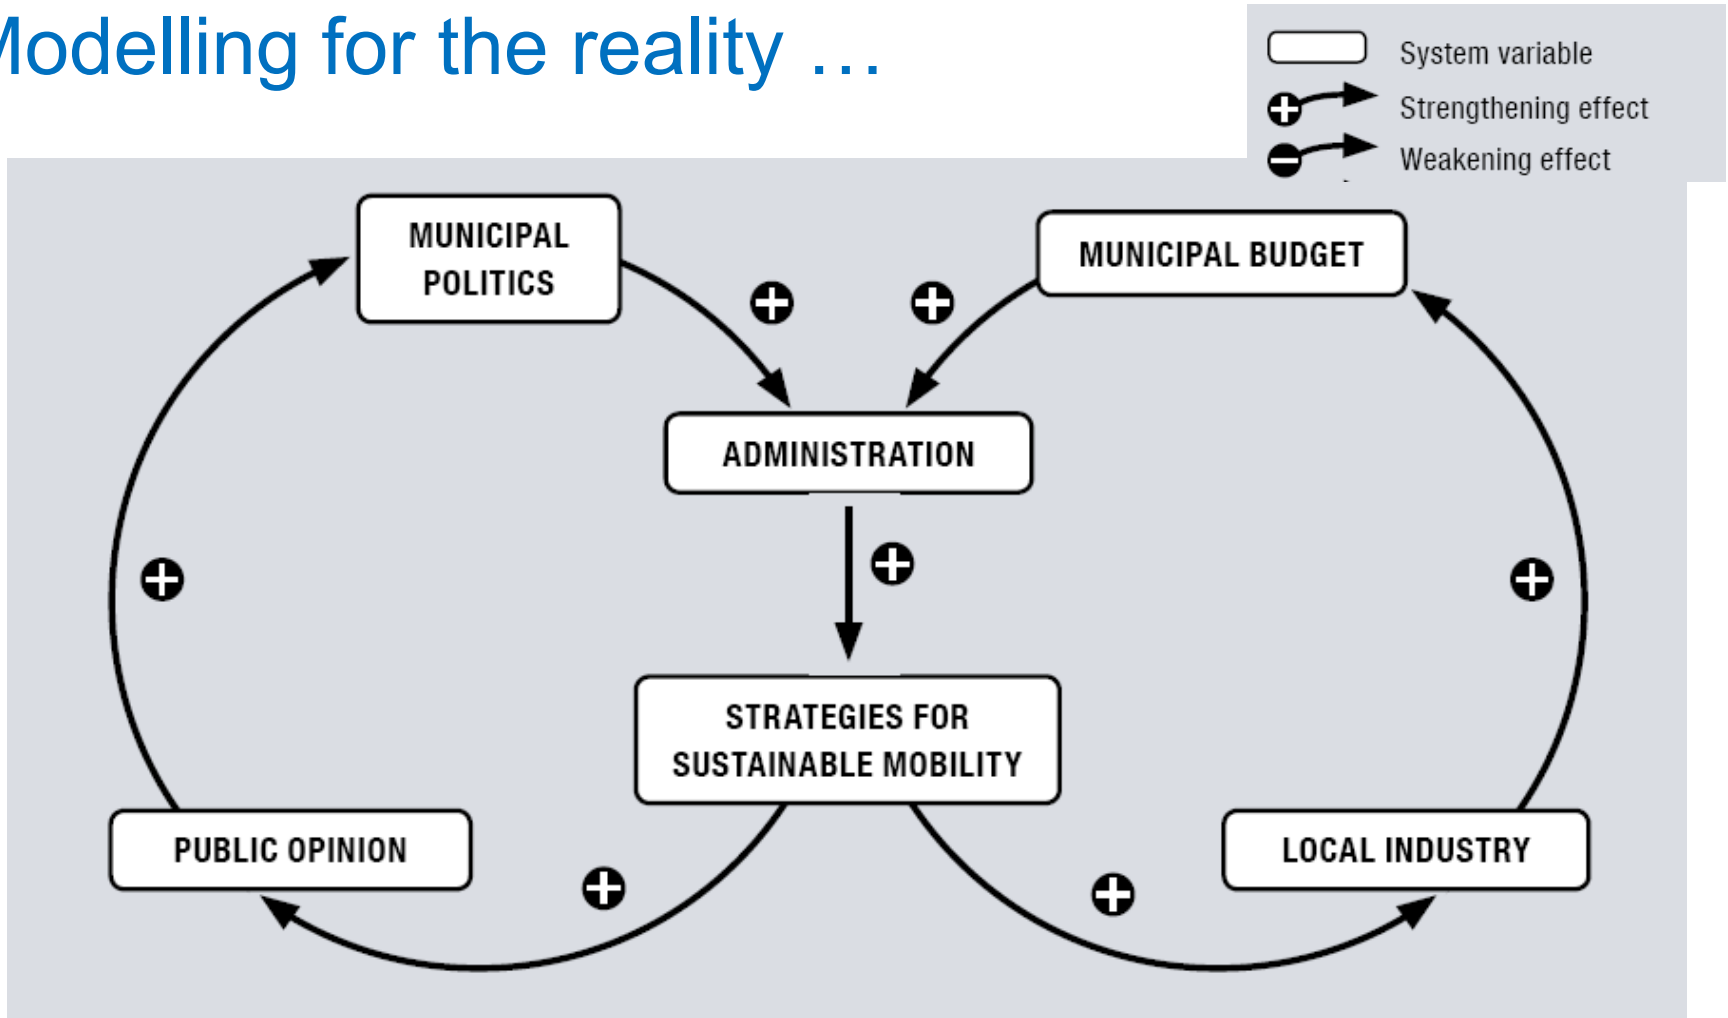 Modelling for the reality …
System variable
Strengthening effect
Weakening effect
MUNICIPAL
POLITICS
MUNICIPAL BUDGET
ADMINISTRATION
STRATEGIES FOR
SUSTAINABLE MOBILITY
PUBLIC OPINION
LOCAL INDUSTRY